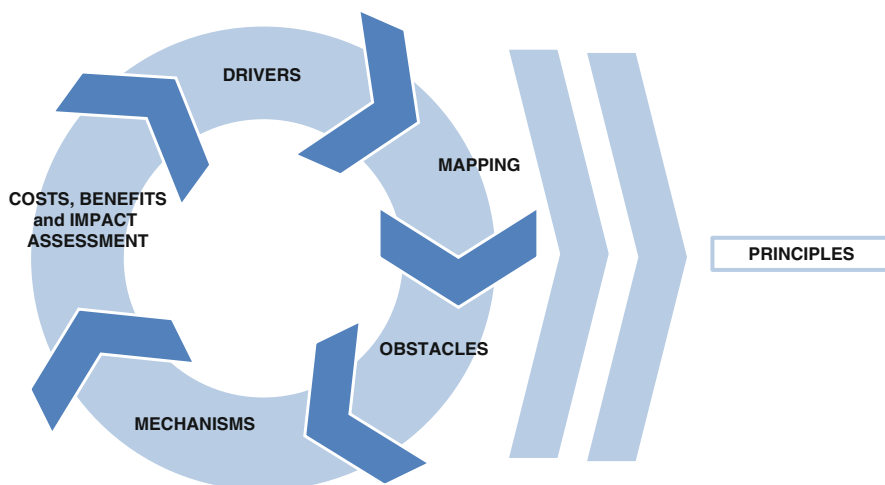 DRIVERS
MAPPING
COSTS, BENEFITS
and IMPACT
ASSESSMENT
PRINCIPLES
OBSTACLES
MECHANISMS